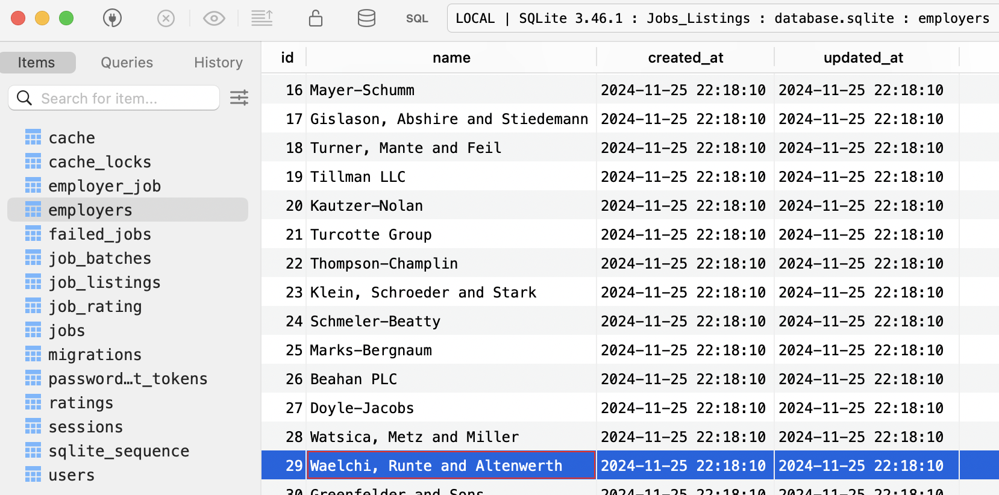 SQL
LOCAL | SQLite 3.46.1 : Jobs_Listings : database.sqlite : employers
Items Queries History
Search for item...
cache
cache_locks
employer_job
employers
failed_jobs
job_batches
job_listings
job_rating
jobs
migrations
password…t_tokens
ratings
sessions
sqlite_sequence
users
id name created_at updated_at
16 Mayer-Schumm 2024-11-25 22:18:10 2024-11-25 22:18:10
17 Gislason, Abshire and Stiedemann 2024-11-25 22:18:10 2024-11-25 22:18:10
18 Turner, Mante and Feil 2024-11-25 22:18:10 2024-11-25 22:18:10
19 Tillman LLC 2024-11-25 22:18:10 2024-11-25 22:18:10
20 Kautzer-Nolan 2024-11-25 22:18:10 2024-11-25 22:18:10
21 Turcotte Group 2024-11-25 22:18:10 2024-11-25 22:18:10
22 Thompson-Champlin 2024-11-25 22:18:10 2024-11-25 22:18:10
23 Klein, Schroeder and Stark 2024-11-25 22:18:10 2024-11-25 22:18:10
24 Schmeler-Beatty 2024-11-25 22:18:10 2024-11-25 22:18:10
25 Marks-Bergnaum 2024-11-25 22:18:10 2024-11-25 22:18:10
26 Beahan PLC 2024-11-25 22:18:10 2024-11-25 22:18:10
27 Doyle-Jacobs 2024-11-25 22:18:10 2024-11-25 22:18:10
28 Watsica, Metz and Miller 2024-11-25 22:18:10 2024-11-25 22:18:10
29 Waelchi, Runte and Altenwerth 2024-11-25 22:18:10 2024-11-25 22:18:10
30 Greenfelder and Sons 2024-11-25 22:18:10 2024-11-25 22:18:10